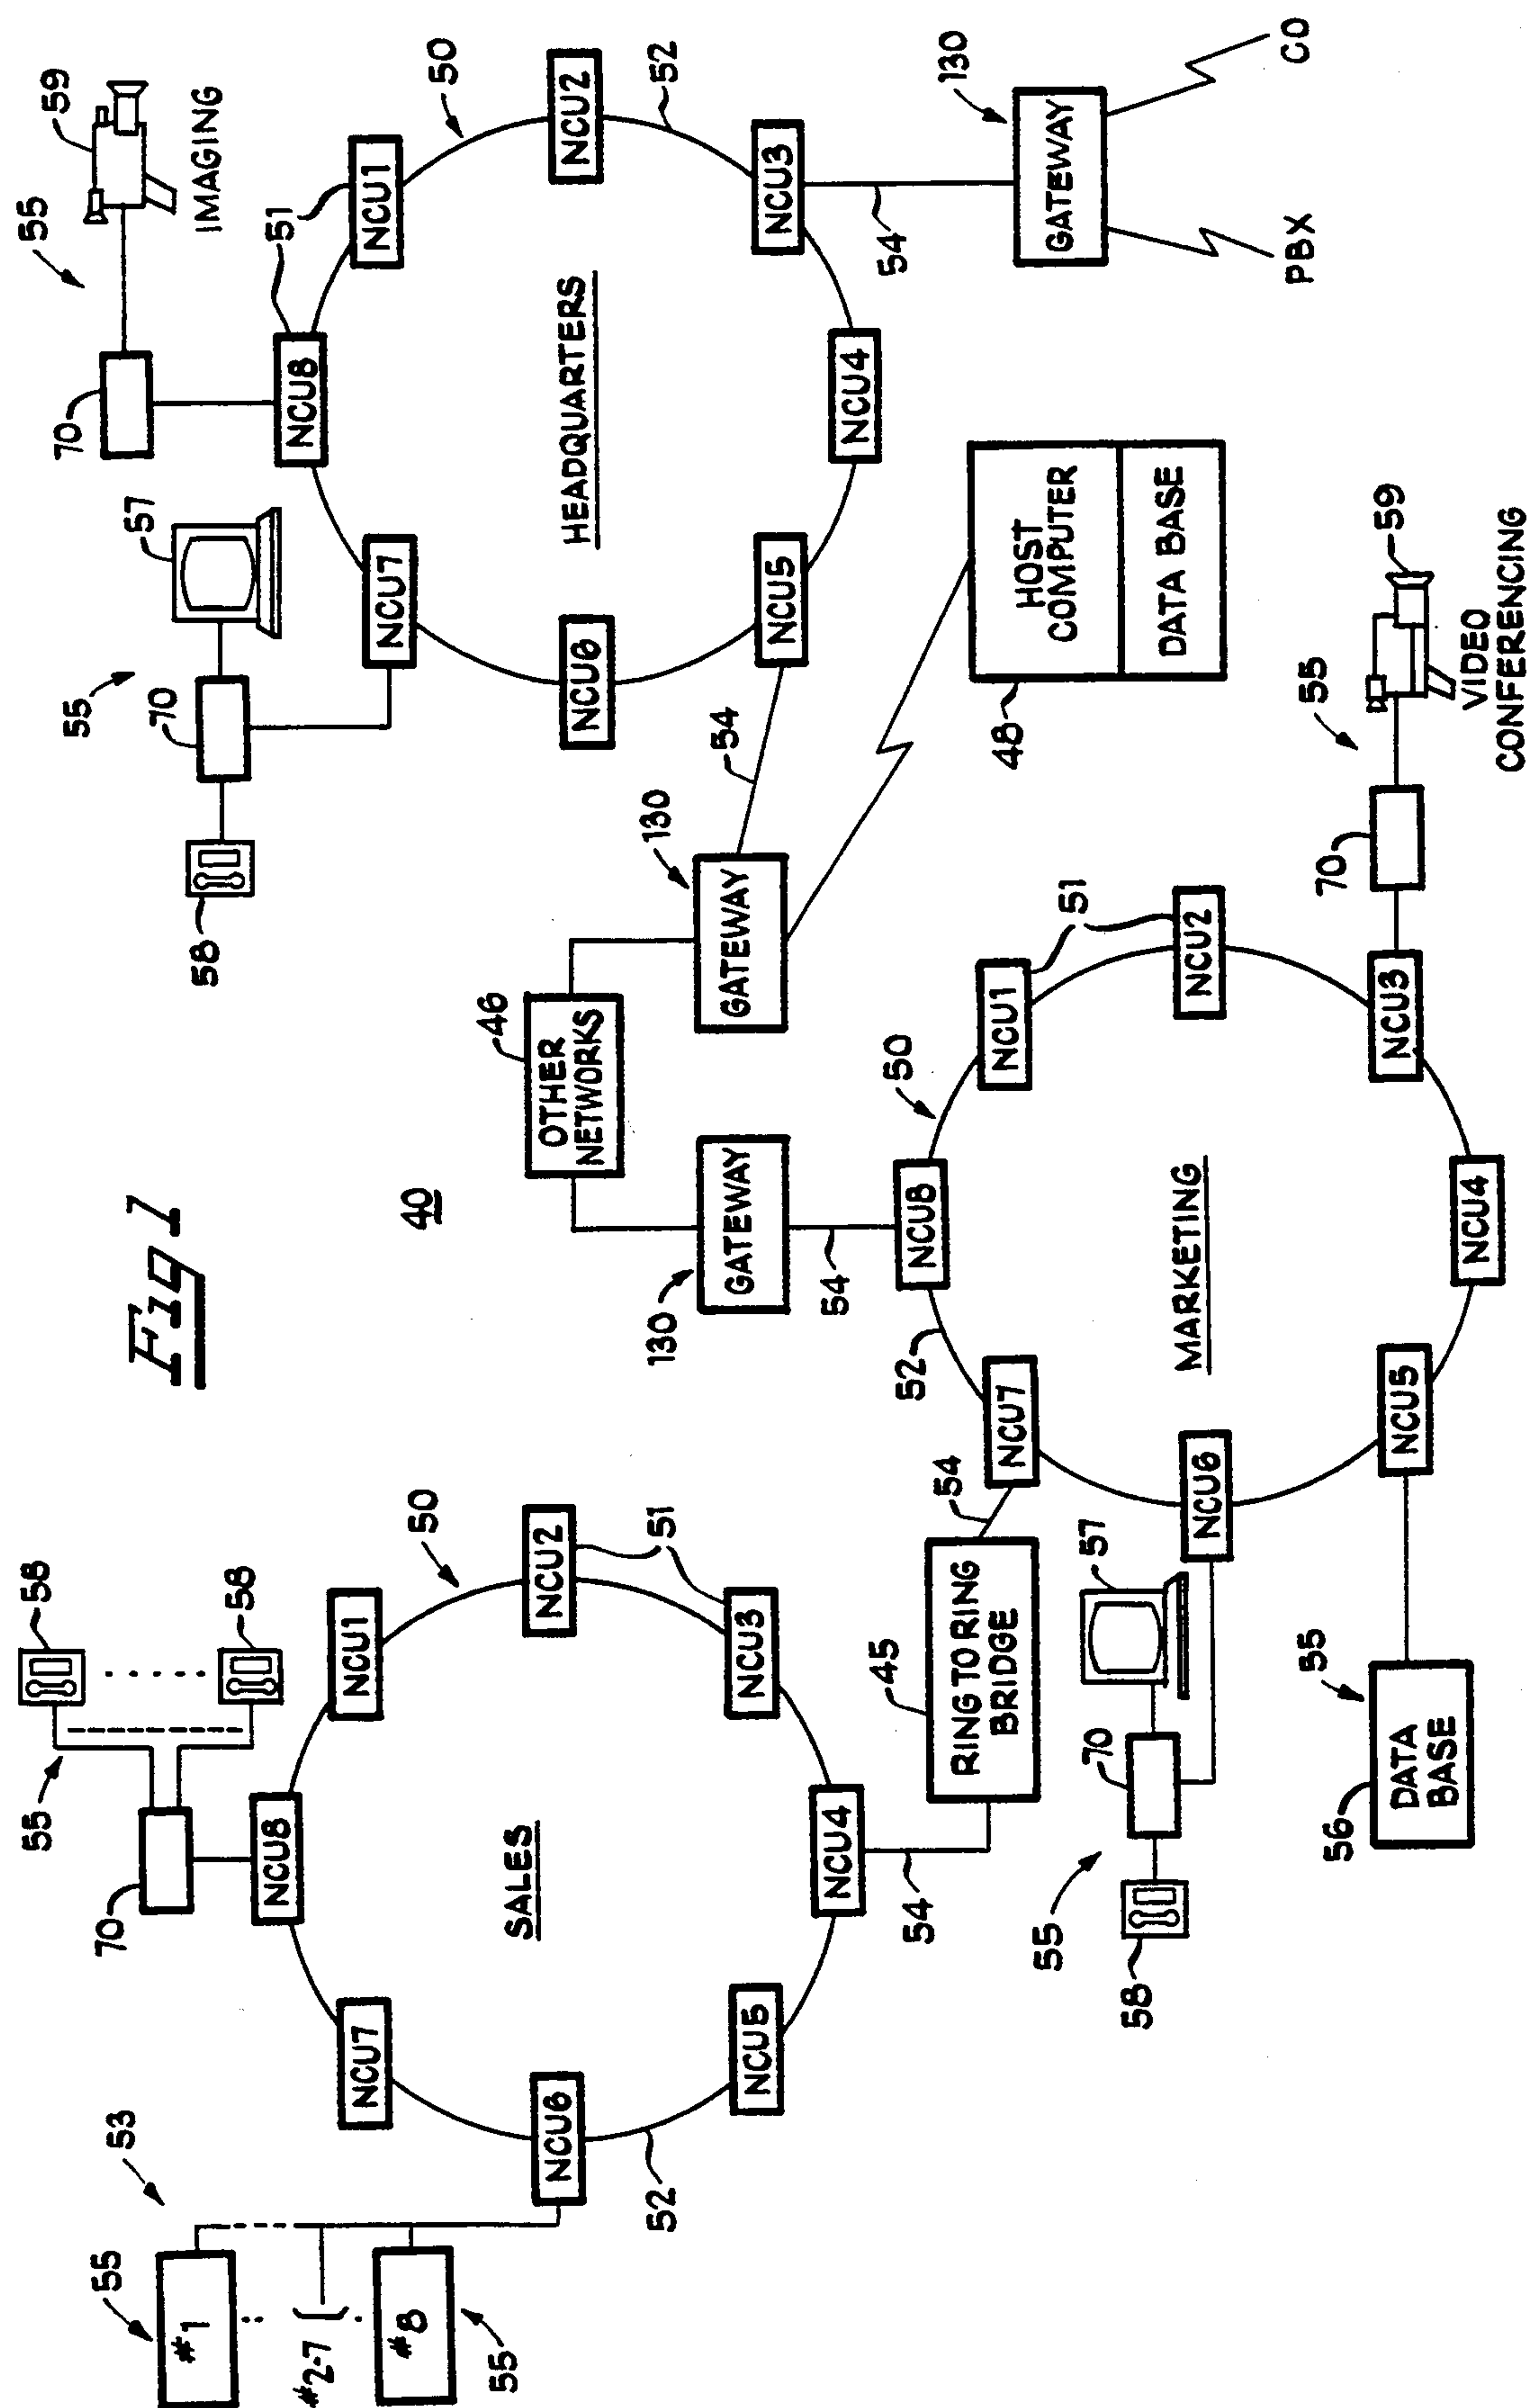 Fig 1
40
53
55
#1
#2-7
#8
55
55
58
58
70
50
NCU8
NCU1
NCU2
51
NCU3
NCU4
NCU5
NCU6
NCU7
SALES
52
54
45
RING TO RING
BRIDGE
54
46
OTHER
NETWORKS
130
GATEWAY
54
130
GATEWAY
54
55
58
70
57
55
70
59
IMAGING
50
51
NCU8
NCU1
NCU2
52
NCU3
NCU4
NCU5
NCU6
NCU7
HEADQUARTERS
54
130
GATEWAY
PBX
CO
48
HOST
COMPUTER
DATA BASE
50
52
NCU8
NCU1
51
NCU2
NCU3
NCU4
NCU5
NCU6
NCU7
MARKETING
70
55
59
VIDEO
CONFERENCING
55
58
70
57
56
DATA
BASE
55